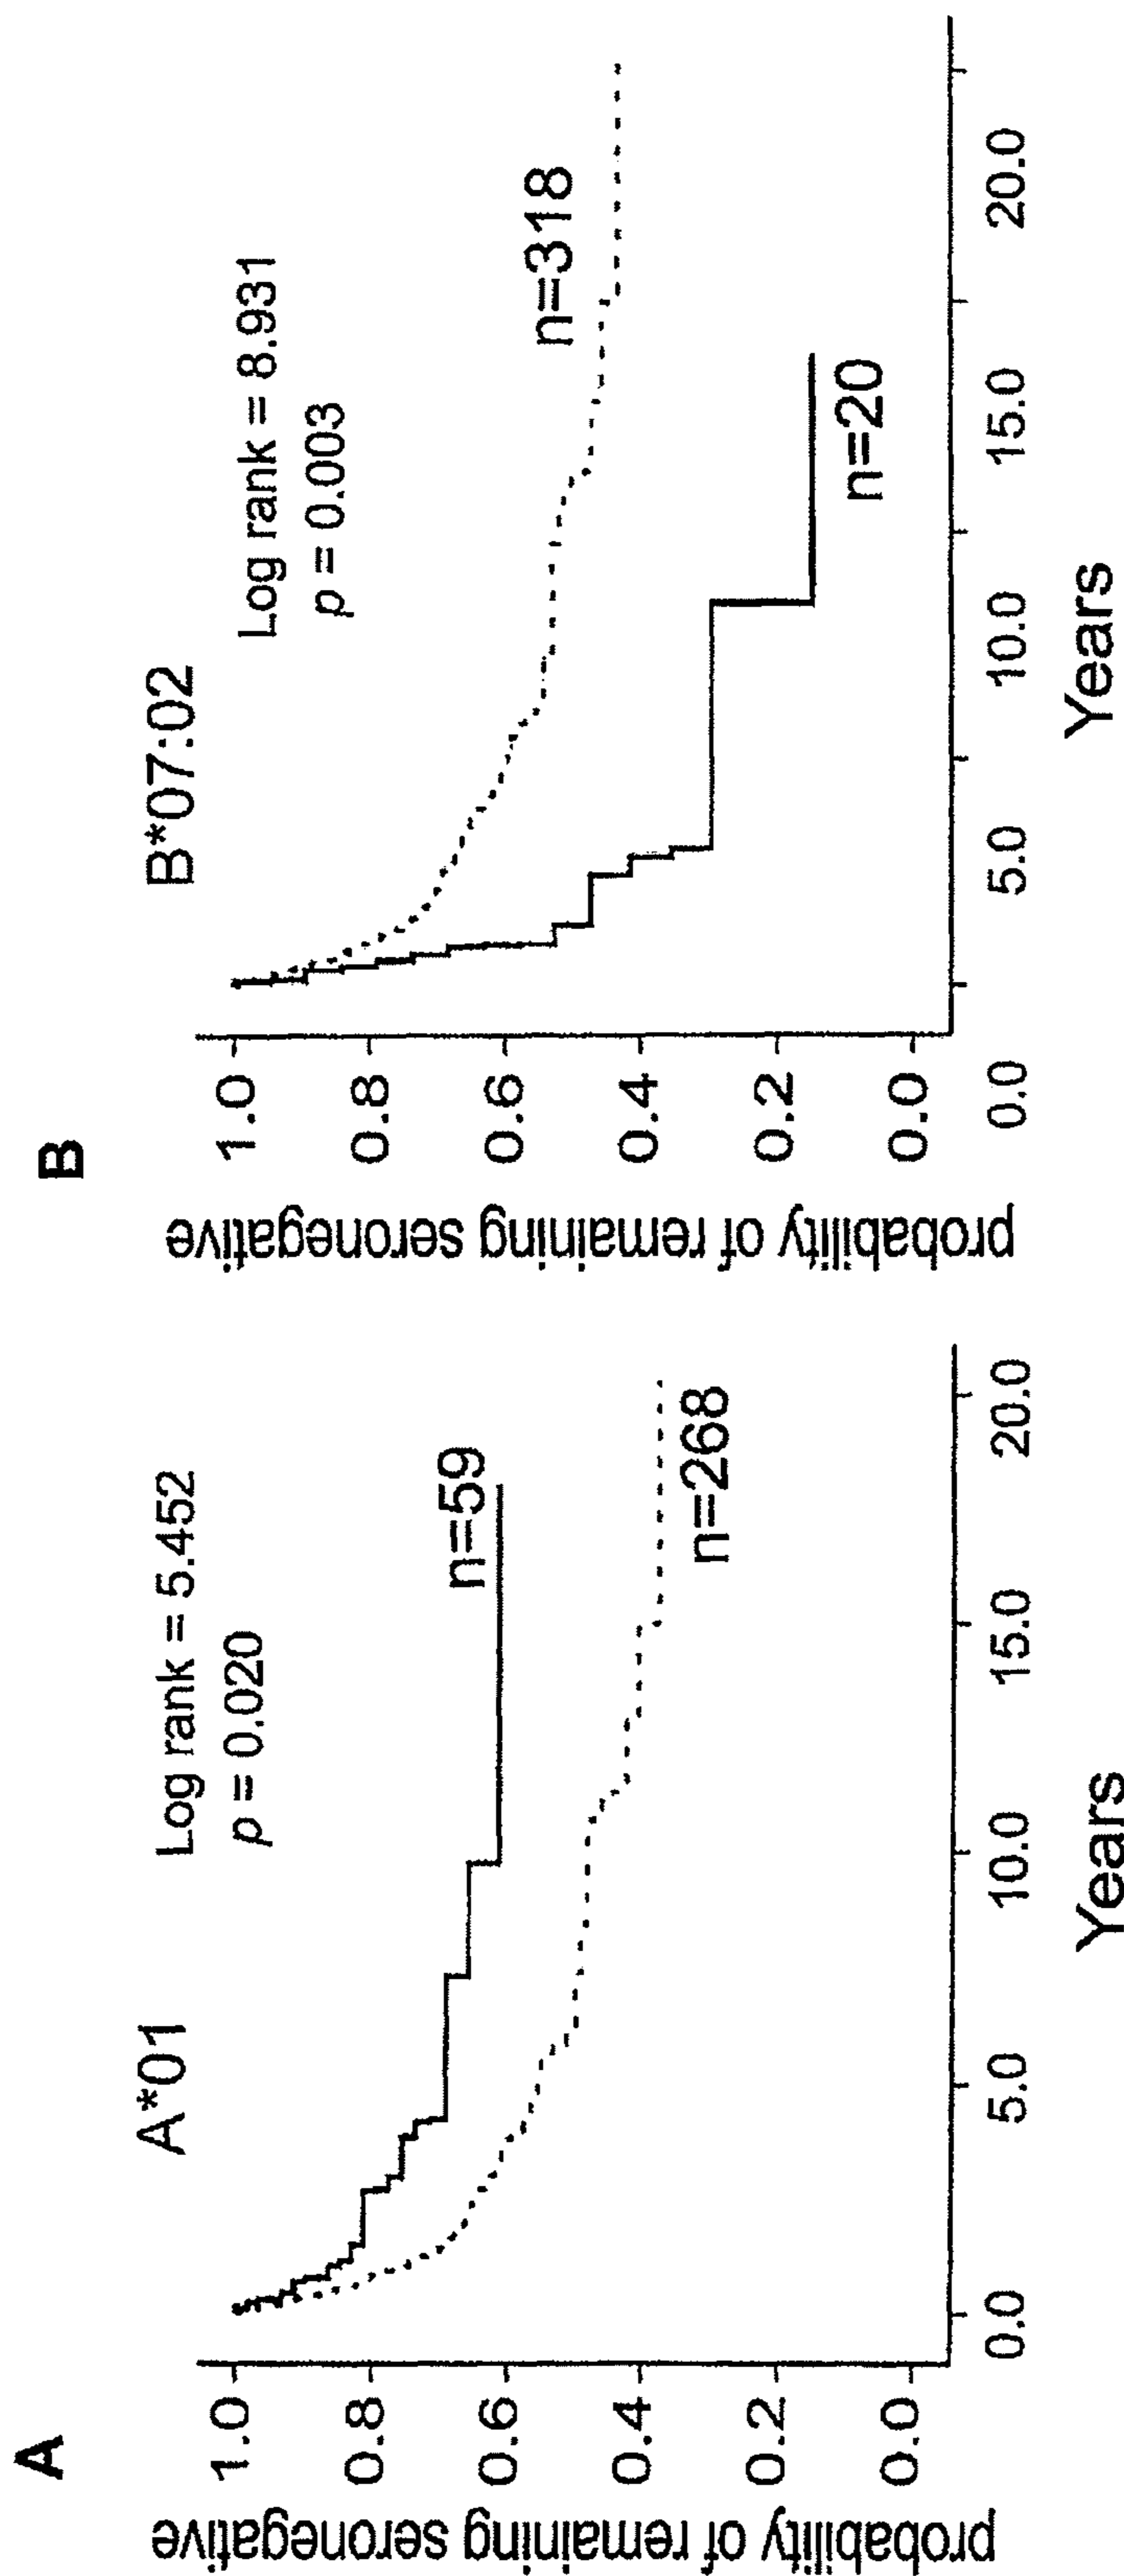 A
A*01
Log rank = 5.452
p = 0.020
probability of remaining seronegative
1.0
0.8
0.6
0.4
0.2
0.0
n=59
n=268
0.0 5.0 10.0 15.0 20.0
Years
B
B*07:02
Log rank = 8.931
p = 0.003
probability of remaining seronegative
1.0
0.8
0.6
0.4
0.2
0.0
n=318
n=20
0.0 5.0 10.0 15.0 20.0
Years